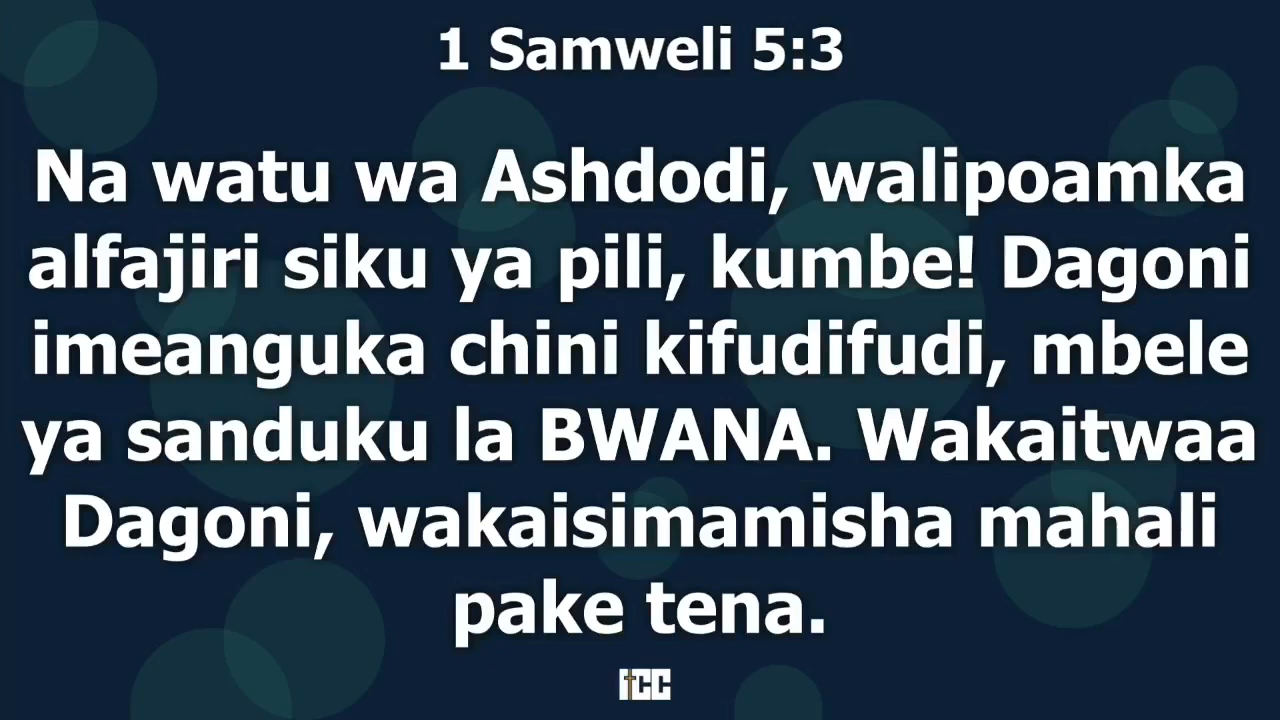 1 Samweli 5:3
Na watu wa Ashdodi, walipoamka
alfajiri siku ya pili, kumbe! Dagoni
imeanguka chini kifudifudi, mbele
ya sanduku la BWANA. Wakaitwaa
Dagoni, wakaisimamisha mahali
pake tena.
iCC